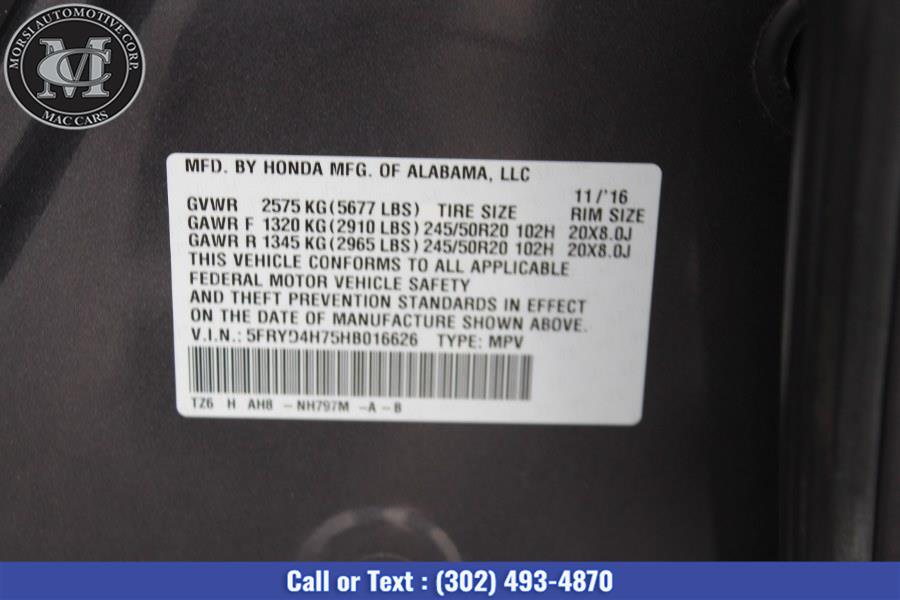 MORSI AUTOMOTIVE CORP.
MC
MAC CARS
MFD. BY HONDA MFG. OF ALABAMA, LLC
11/'16
GVWR 2575 KG (5677 LBS) TIRE SIZE RIM SIZE
GAWR F 1320 KG (2910 LBS) 245/50R20 102H 20X8.0J
GAWR R 1345 KG (2965 LBS) 245/50R20 102H 20X8.0J
THIS VEHICLE CONFORMS TO ALL APPLICABLE
FEDERAL MOTOR VEHICLE SAFETY
AND THEFT PREVENTION STANDARDS IN EFFECT
ON THE DATE OF MANUFACTURE SHOWN ABOVE.
V.I.N.: 5FRYD4H75HB016626 TYPE: MPV
TZ6 H AH8 -NH797M -A-B
Call or Text : (302) 493-4870